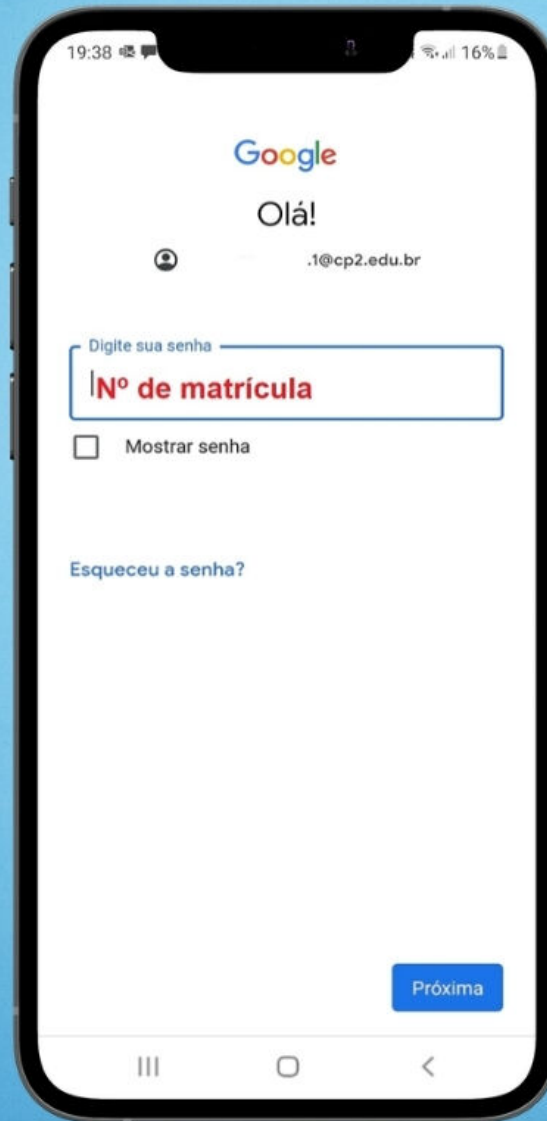 19:38
16%
Google
Olá!
.1@cp2.edu.br
Digite sua senha
Nº de matrícula
Mostrar senha
Esqueceu a senha?
Próxima